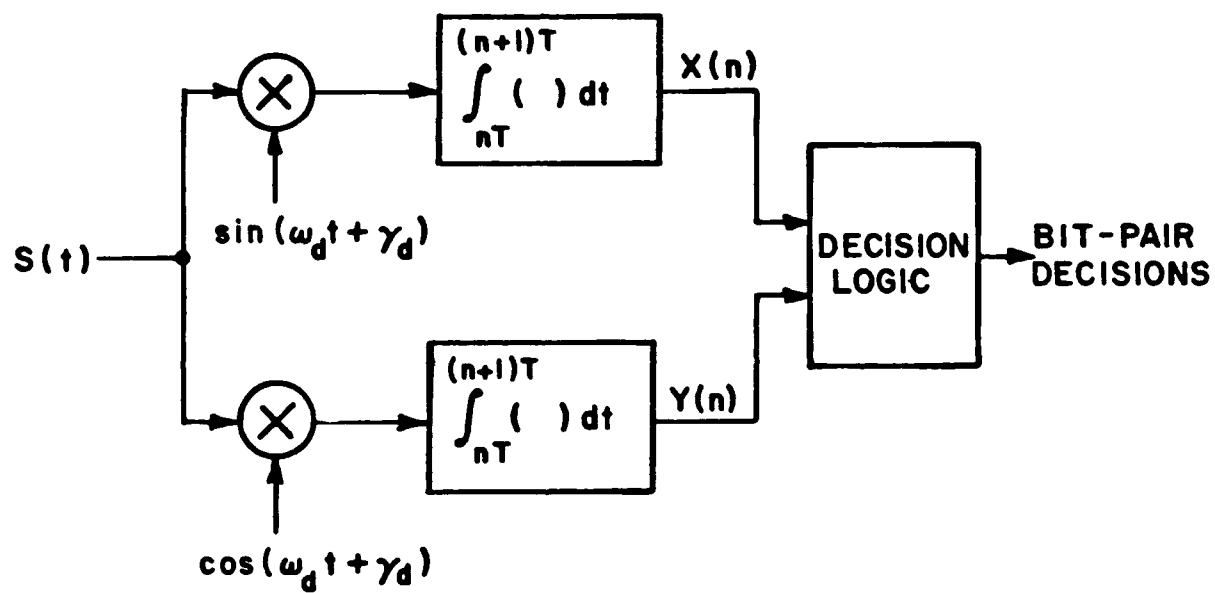 (n+1)T
∫ ( ) dt
nT
X(n)
sin(ω_d t + γ_d)
S(t)
DECISION
LOGIC
BIT-PAIR
DECISIONS
(n+1)T
∫ ( ) dt
nT
Y(n)
cos(ω_d t + γ_d)